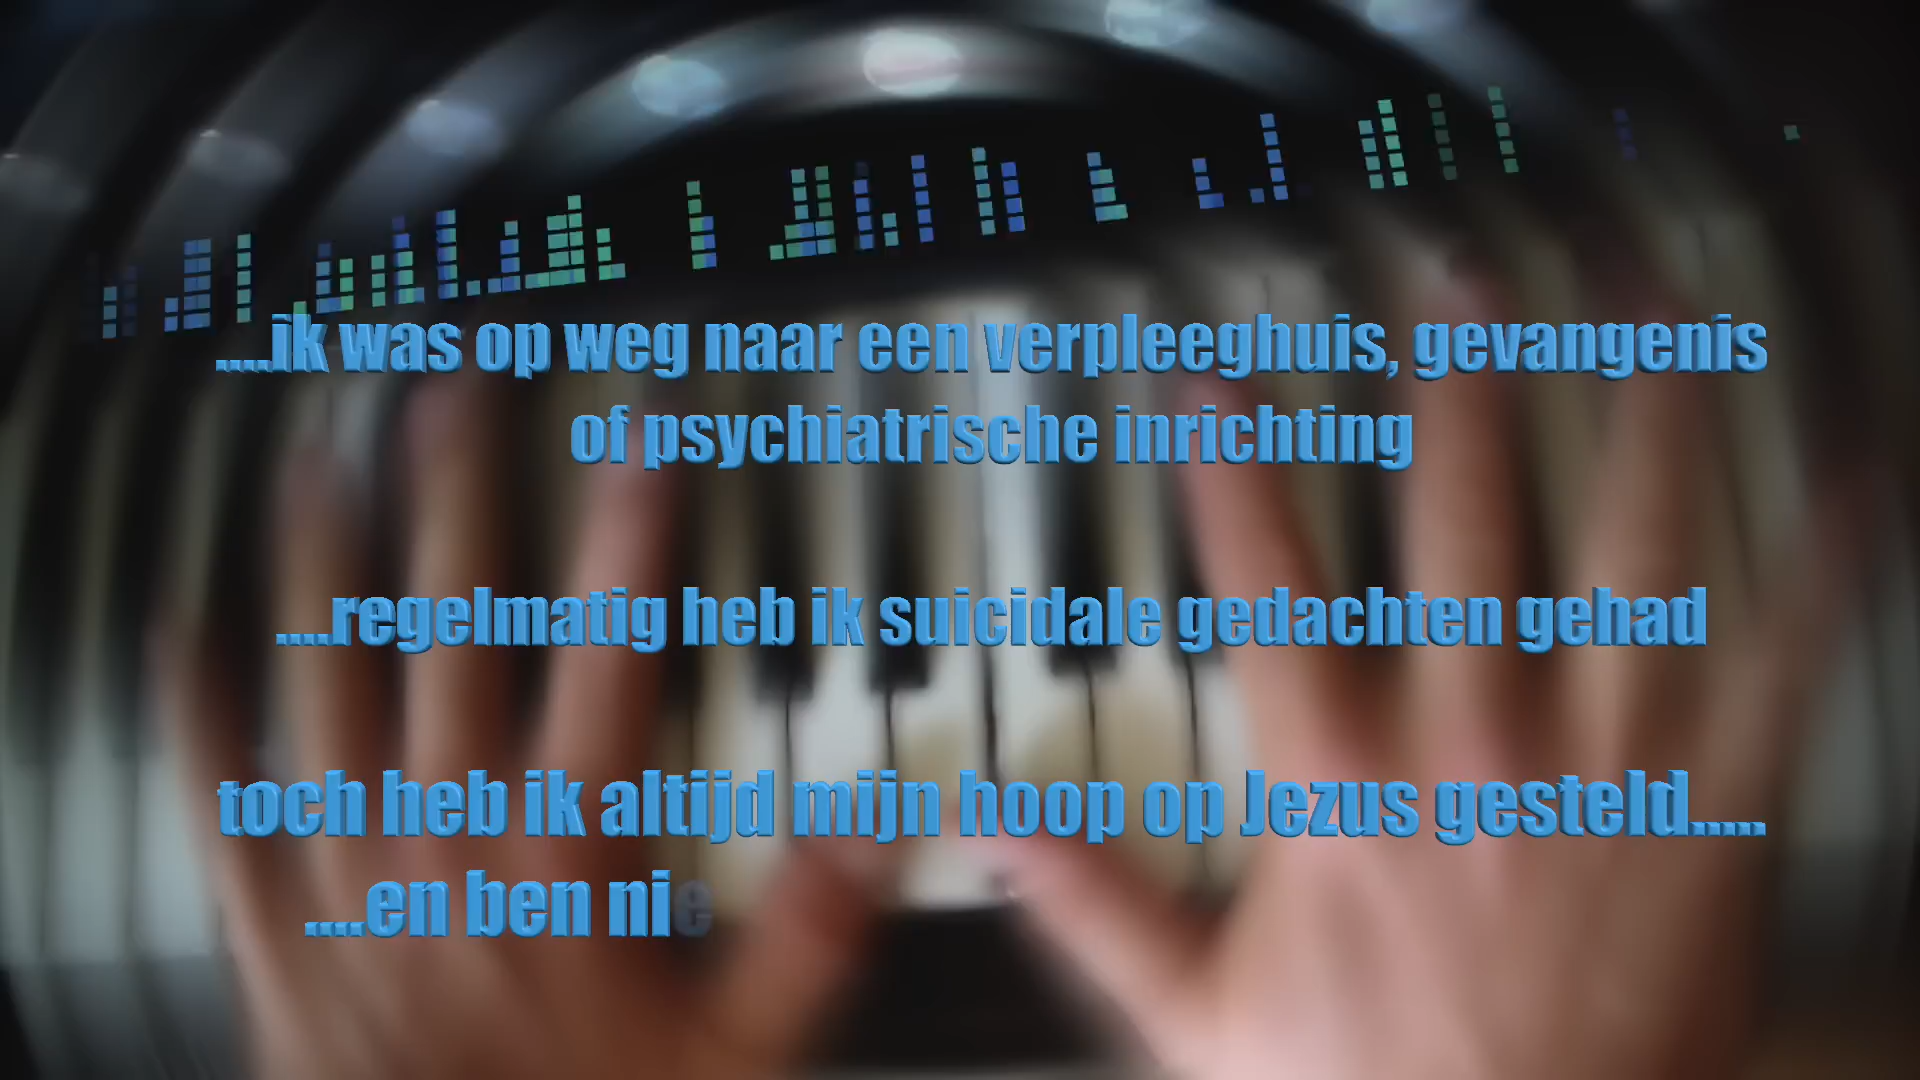 ....ik was op weg naar een verpleeghuis, gevangenis
of psychiatrische inrichting
....regelmatig heb ik suicidale gedachten gehad
toch heb ik altijd mijn hoop op Jezus gesteld.....
....en ben nie